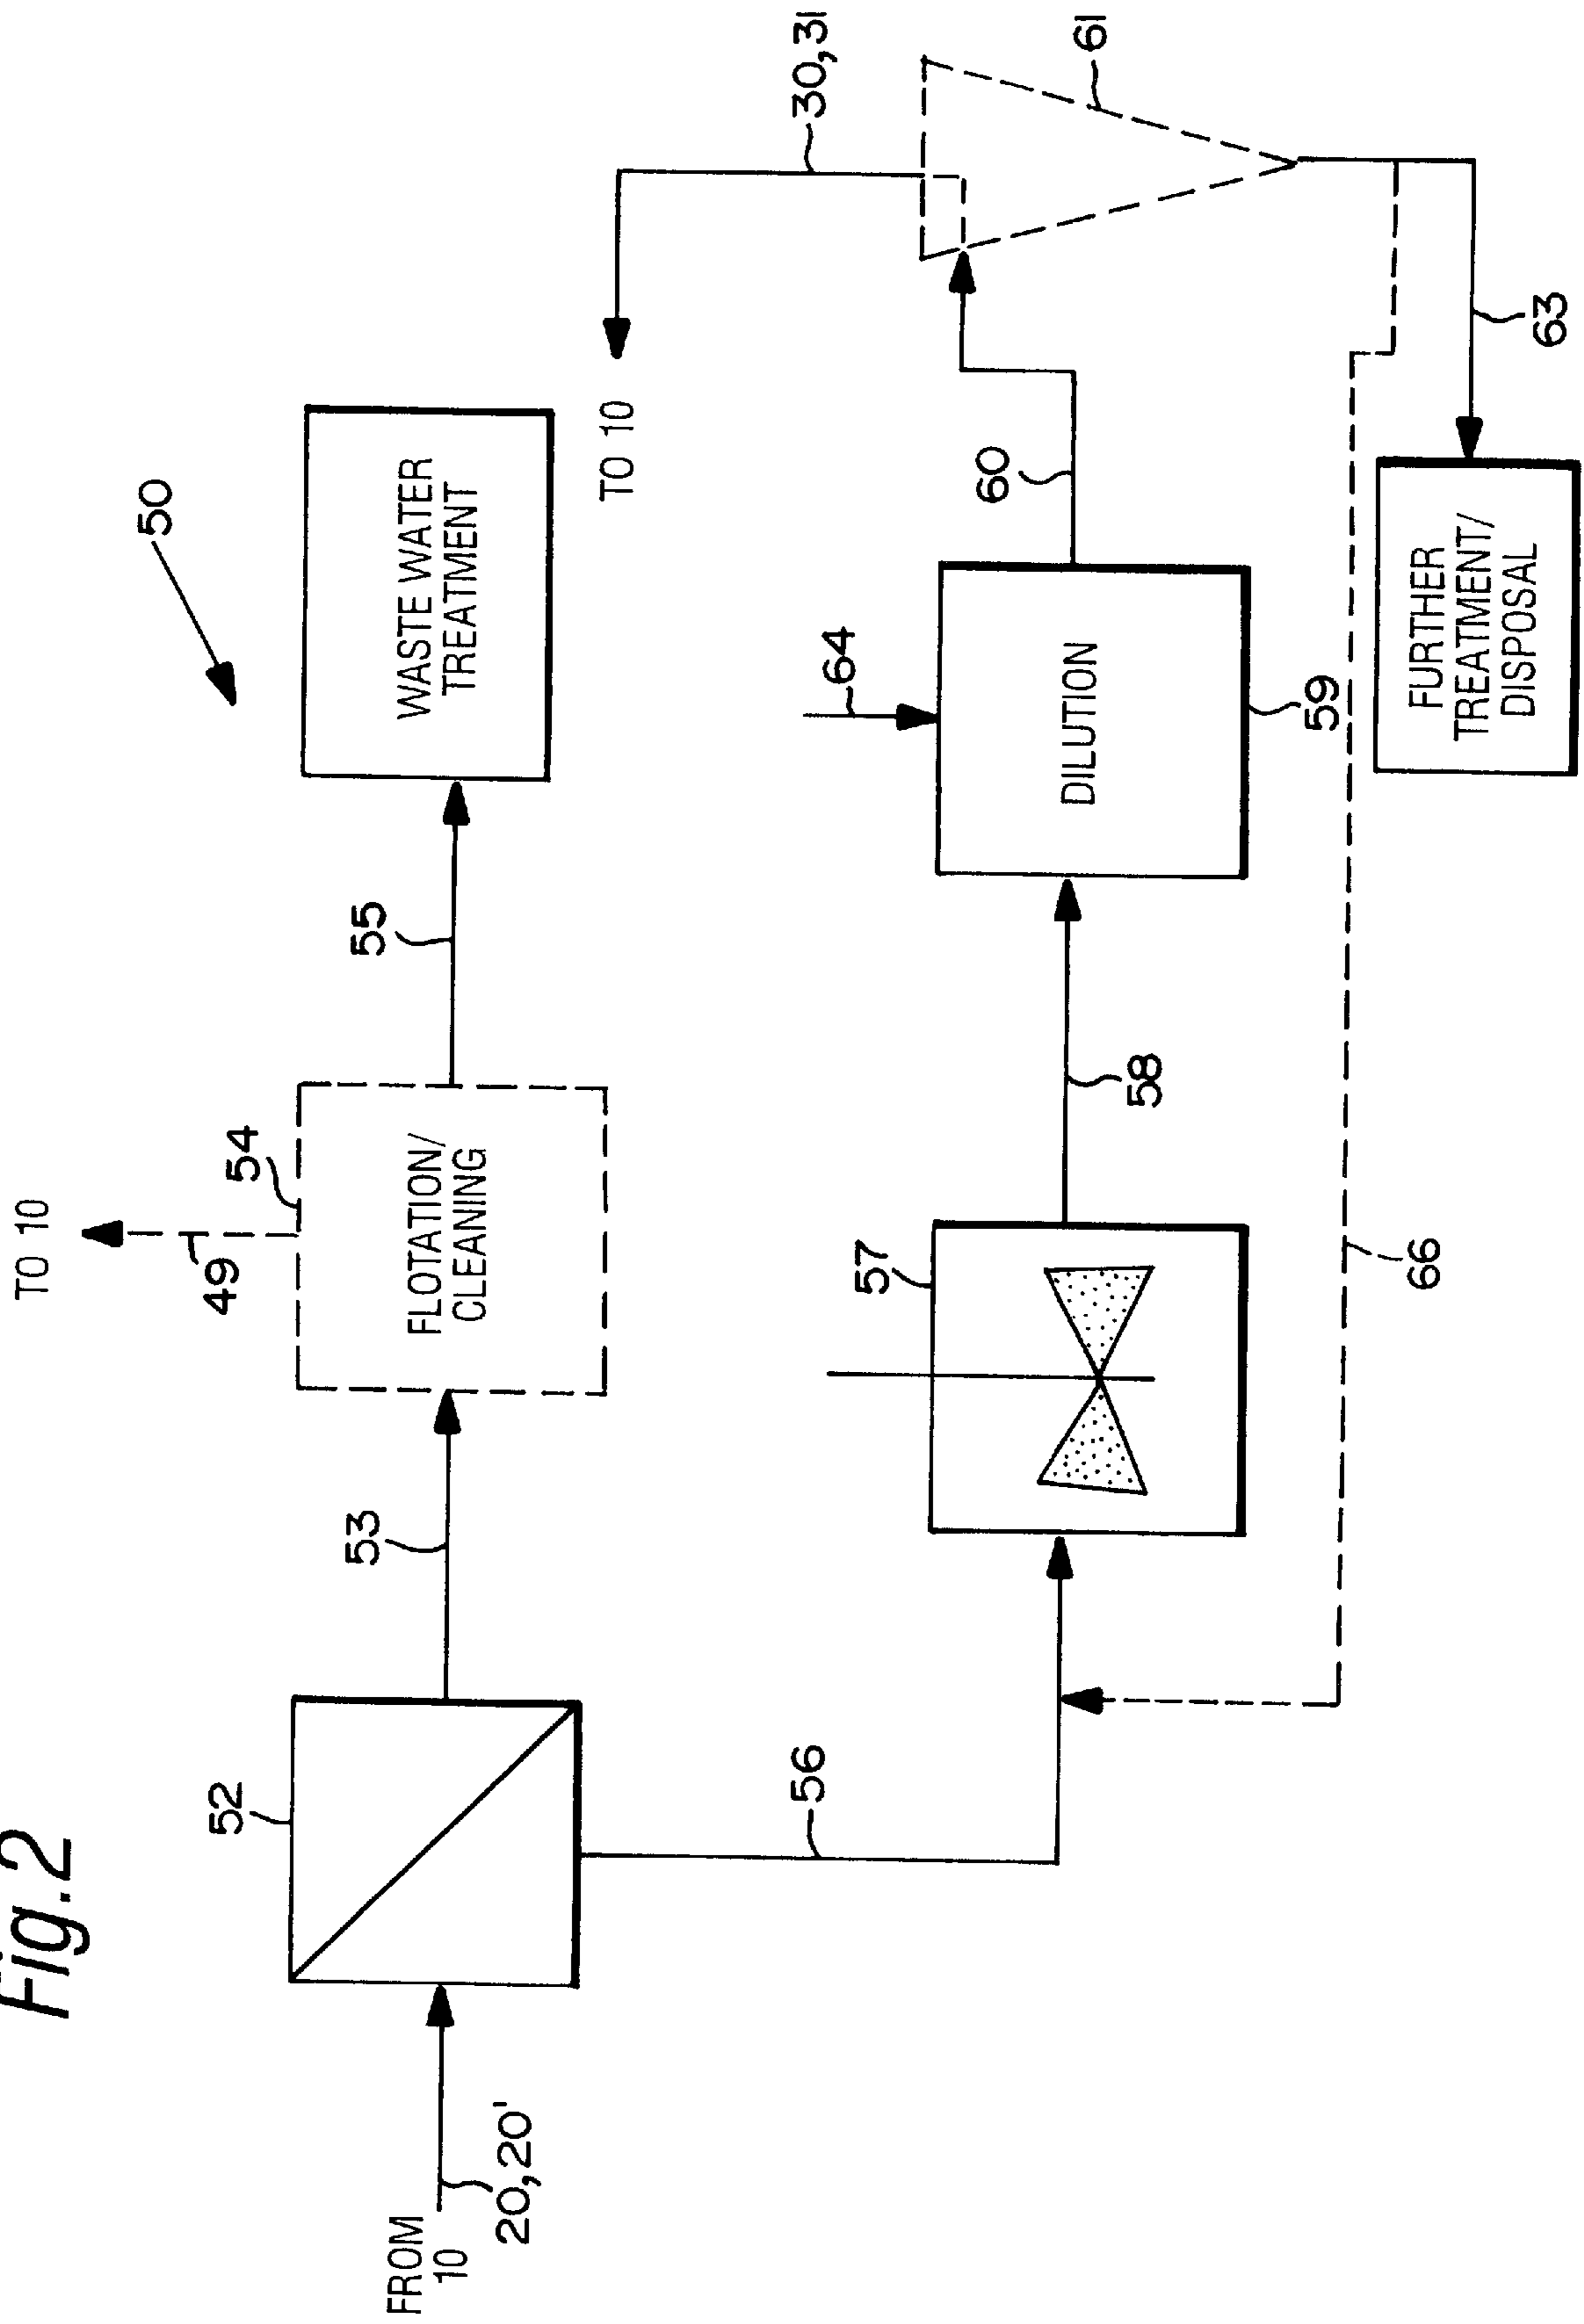 Fig.2
FROM
10
20,20'
52
53
TO 10
49
54
FLOTATION/
CLEANING
55
50
WASTE WATER
TREATMENT
56
57
58
64
DILUTION
59
60
TO 10
30,31
61
63
FURTHER
TREATMENT/
DISPOSAL
66